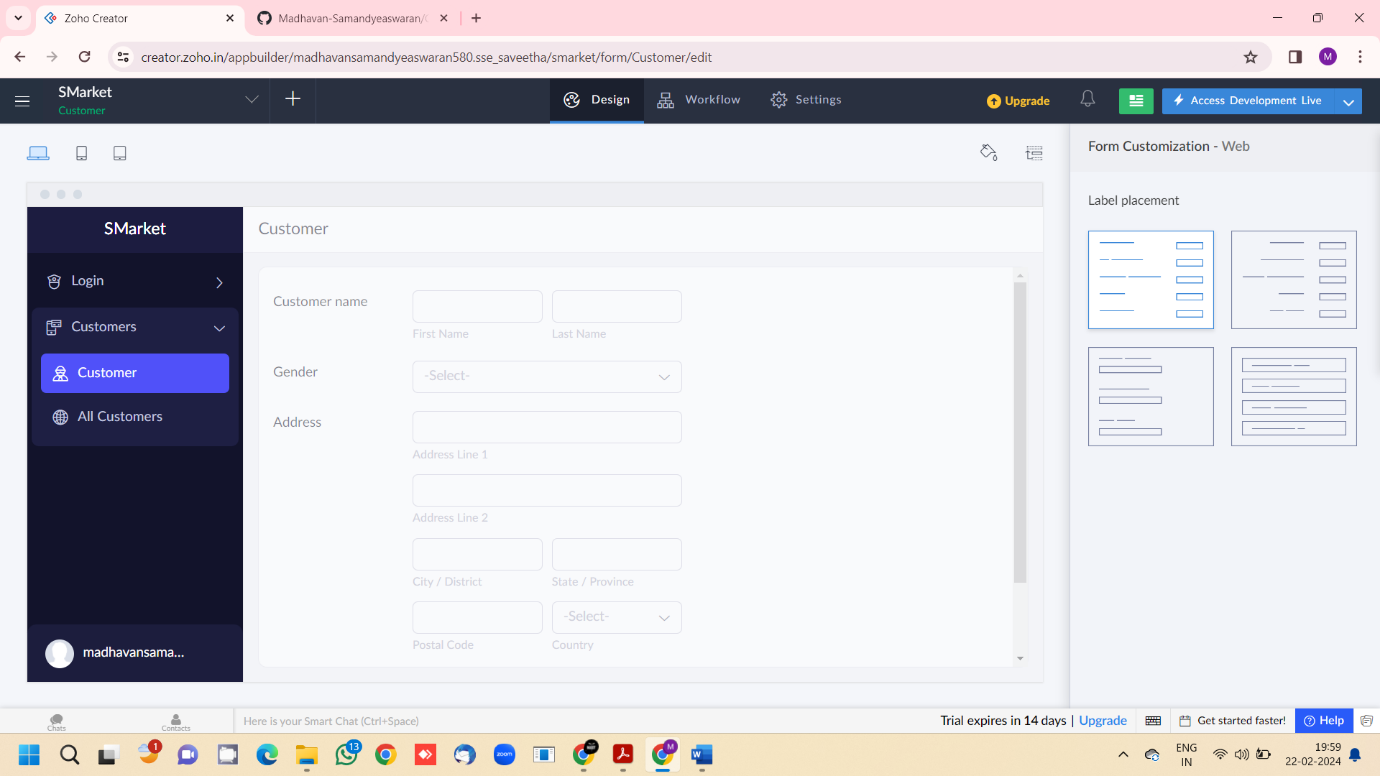 Zoho Creator
Madhavan-Samandyeaswaran/
creator.zoho.in/appbuilder/madhavansamandyeaswaran580.sse_saveetha/smarket/form/Customer/edit
M
SMarket
Customer
Design
Workflow
Settings
Upgrade
Access Development Live
Form Customization - Web
Label placement
SMarket
Login
Customers
Customer
All Customers
madhavansama...
Customer
Customer name
First Name
Last Name
Gender
-Select-
Address
Address Line 1
Address Line 2
City / District
State / Province
-Select-
Postal Code
Country
Chats
Contacts
Here is your Smart Chat (Ctrl+Space)
Trial expires in 14 days | Upgrade
Get started faster!
Help
1
13
zoom
M
W
ENG
IN
19:59
22-02-2024